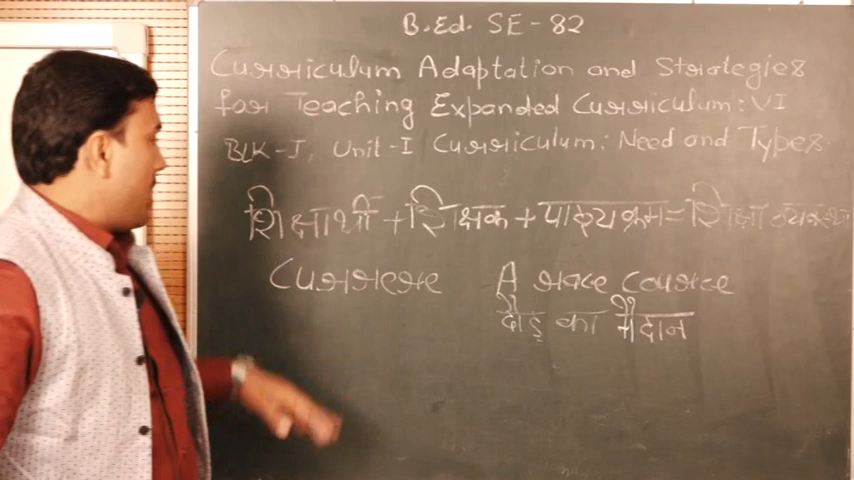 B.Ed. SE-82
Curriculum Adaptation and Strategies
for Teaching Expanded Curriculum: VI
BLK-I, Unit-I Curriculum: Need and Types.
शिक्षार्थी + शिक्षक + पाठ्यक्रम = शिक्षा व्यवस्था
Currere A race course
दौड़ का मैदान